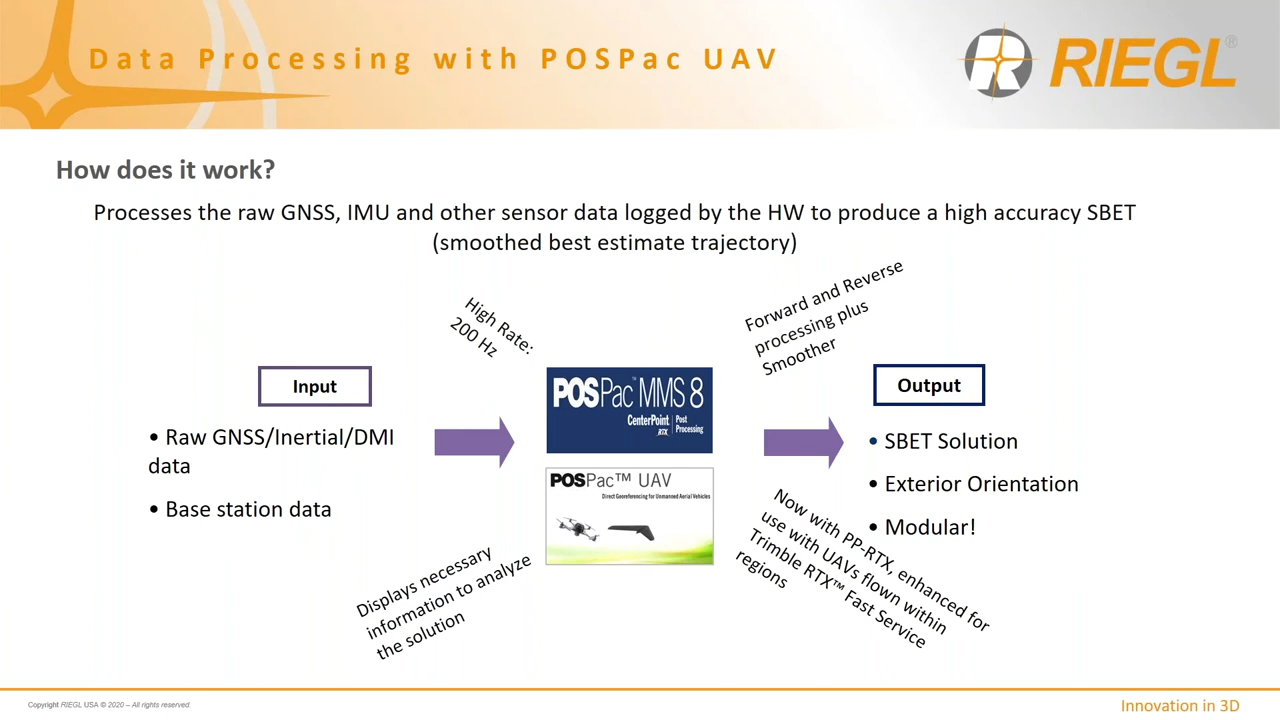 Data Processing with POSPac UAV
RIEGL®
How does it work?
Processes the raw GNSS, IMU and other sensor data logged by the HW to produce a high accuracy SBET
(smoothed best estimate trajectory)
High Rate:
200 Hz
Forward and Reverse
processing plus
Smoother
Input
• Raw GNSS/Inertial/DMI
data
• Base station data
POSPac™ MMS 8
CenterPoint RTX | Post Processing
POSPac™ UAV
Direct Georeferencing for Unmanned Aerial Vehicles
Output
• SBET Solution
• Exterior Orientation
• Modular!
Displays necessary
information to analyze
the solution
Now with PP-RTX, enhanced for
use with UAVs flown within
Trimble RTX™ Fast Service
regions
Copyright RIEGL USA © 2020 – All rights reserved.
Innovation in 3D